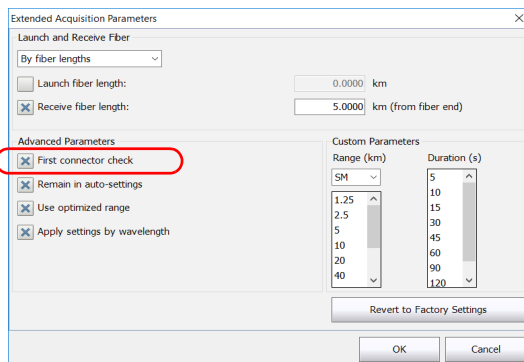 Extended Acquisition Parameters
Launch and Receive Fiber
By fiber lengths
Launch fiber length:
0.0000 km
Receive fiber length:
5.0000 km (from fiber end)
Advanced Parameters
First connector check
Remain in auto-settings
Use optimized range
Apply settings by wavelength
Custom Parameters
Range (km) Duration (s)
SM
1.25
2.5
5
10
20
40
5
10
15
30
45
60
90
120
Revert to Factory Settings
OK Cancel